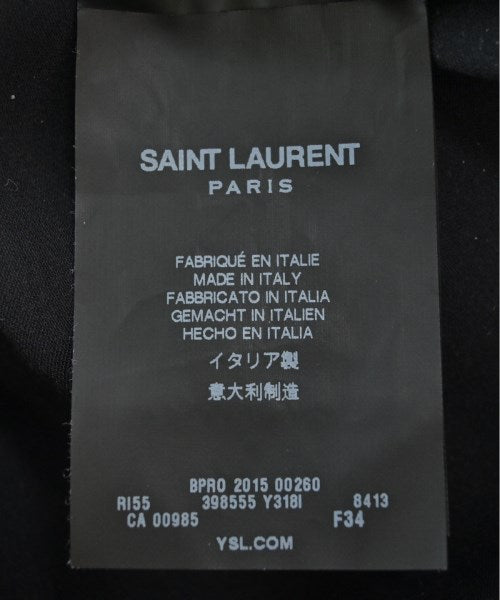 SAINT LAURENT
PARIS
FABRIQUÉ EN ITALIE
MADE IN ITALY
FABBRICATO IN ITALIA
GEMACHT IN ITALIEN
HECHO EN ITALIA
イタリア製
意大利制造
BPRO 2015 00260
RI55 398555 Y318I 8413
CA 00985 F34
YSL.COM